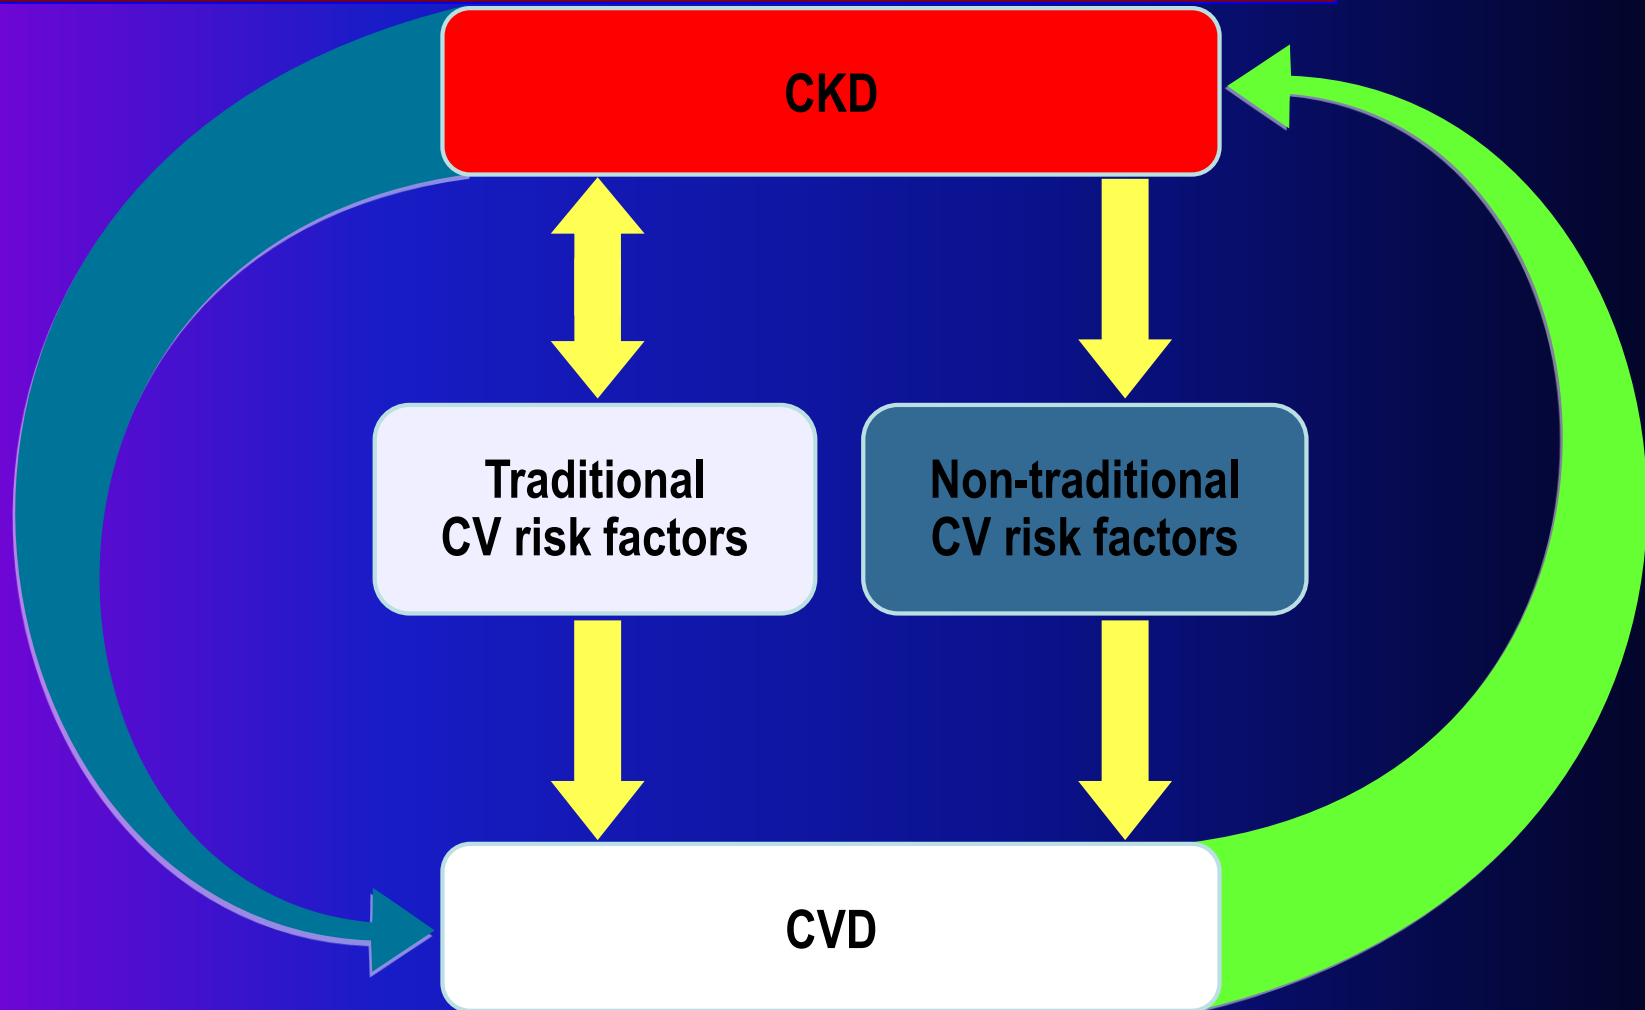 CKD
Traditional
CV risk factors
Non-traditional
CV risk factors
CVD